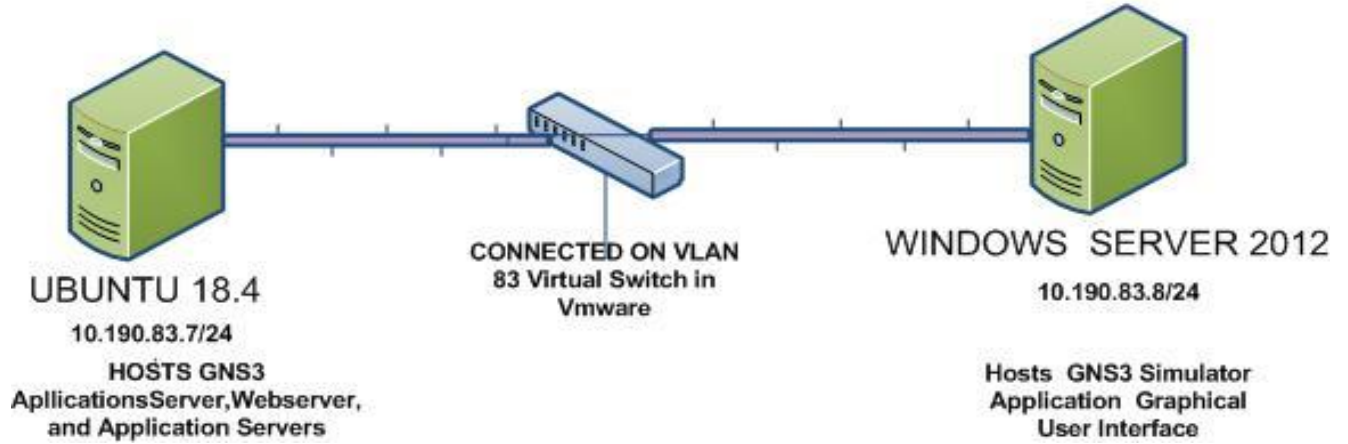 UBUNTU 18.4
10.190.83.7/24
HOSTS GNS3
ApllicationsServer,Webserver,
and Application Servers
CONNECTED ON VLAN
83 Virtual Switch in
Vmware
WINDOWS SERVER 2012
10.190.83.8/24
Hosts GNS3 Simulator
Application Graphical
User Interface